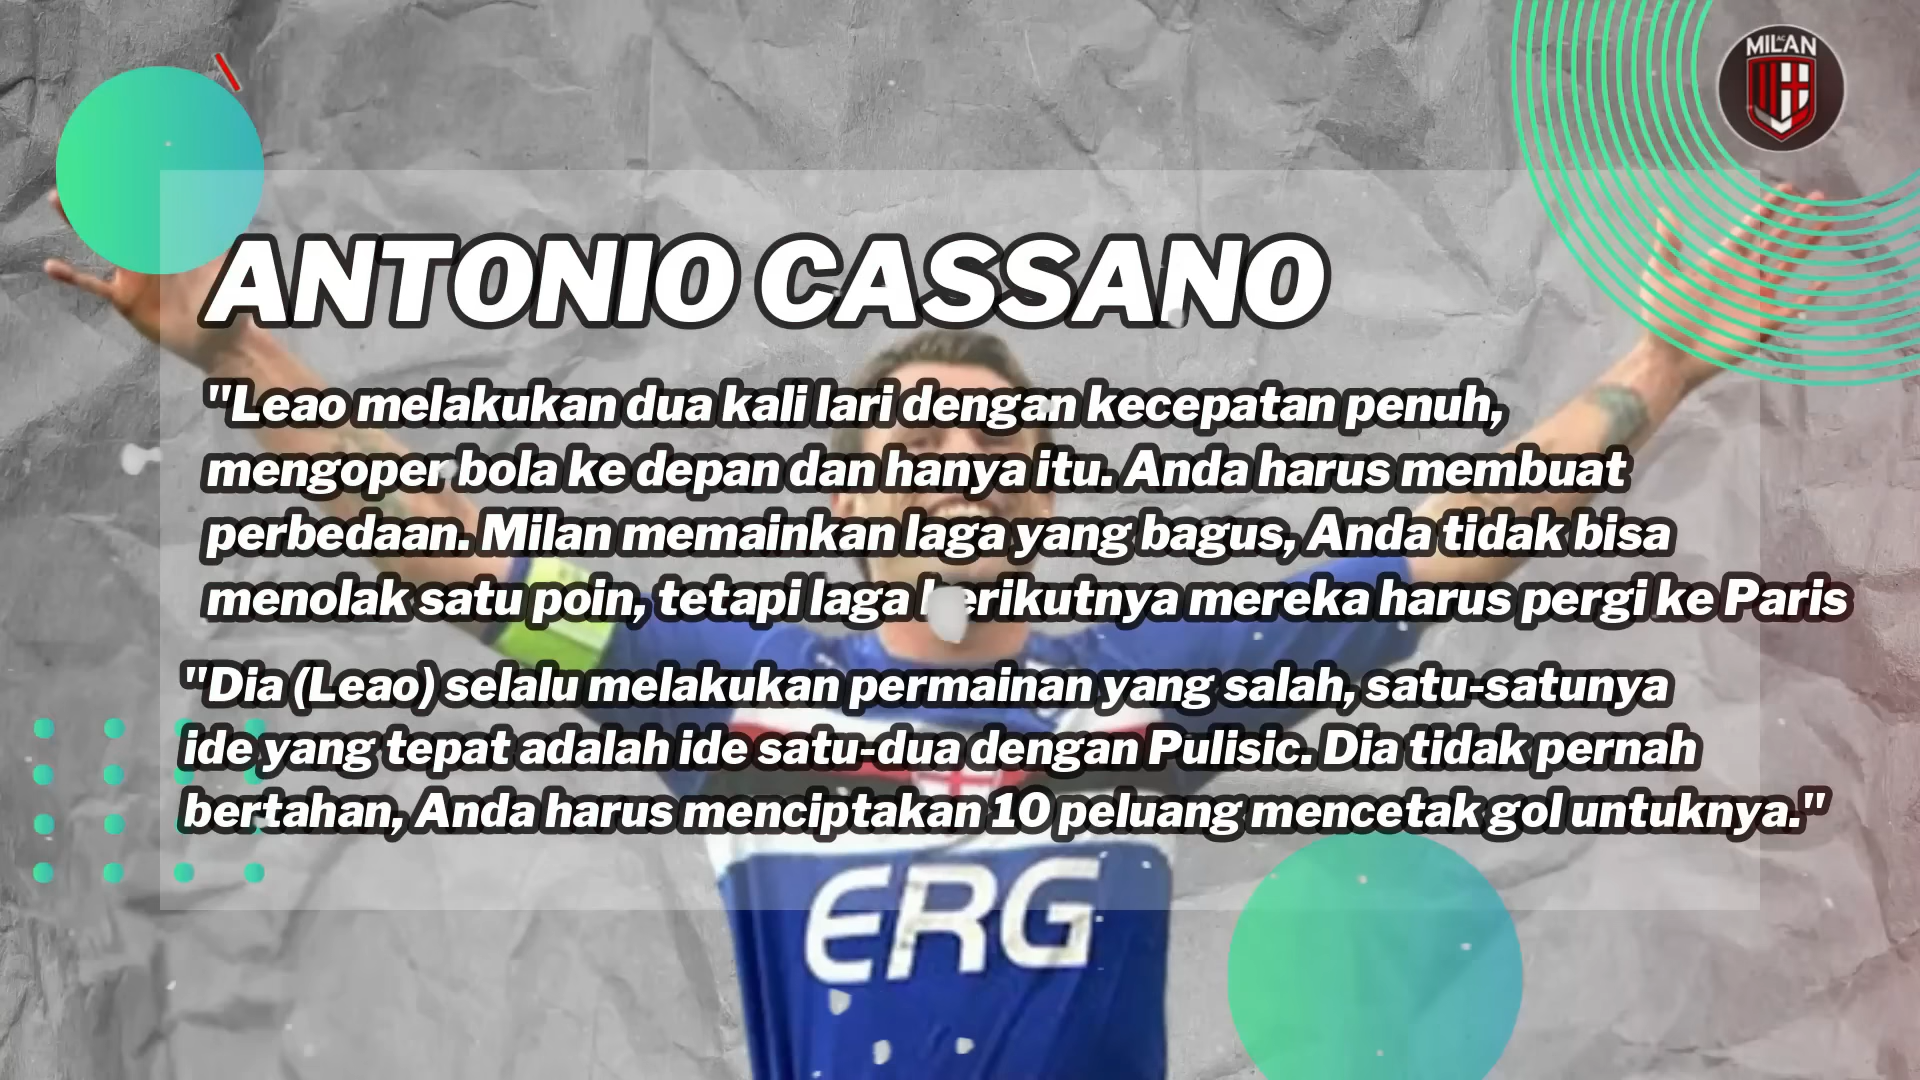 AC
MILAN
ANTONIO CASSANO
"Leao melakukan dua kali lari dengan kecepatan penuh,
mengoper bola ke depan dan hanya itu. Anda harus membuat
perbedaan. Milan memainkan laga yang bagus, Anda tidak bisa
menolak satu poin, tetapi laga berikutnya mereka harus pergi ke Paris
"Dia (Leao) selalu melakukan permainan yang salah, satu-satunya
ide yang tepat adalah ide satu-dua dengan Pulisic. Dia tidak pernah
bertahan, Anda harus menciptakan 10 peluang mencetak gol untuknya."
ERG